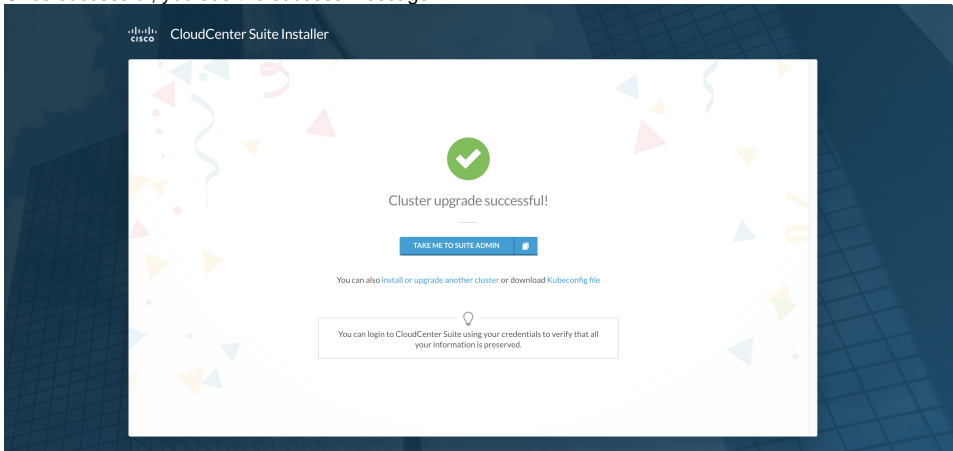 CISCO CloudCenter Suite Installer
Cluster upgrade successful!
TAKE ME TO SUITE ADMIN
You can also install or upgrade another cluster or download Kubeconfig file
You can login to CloudCenter Suite using your credentials to verify that all
your information is preserved.